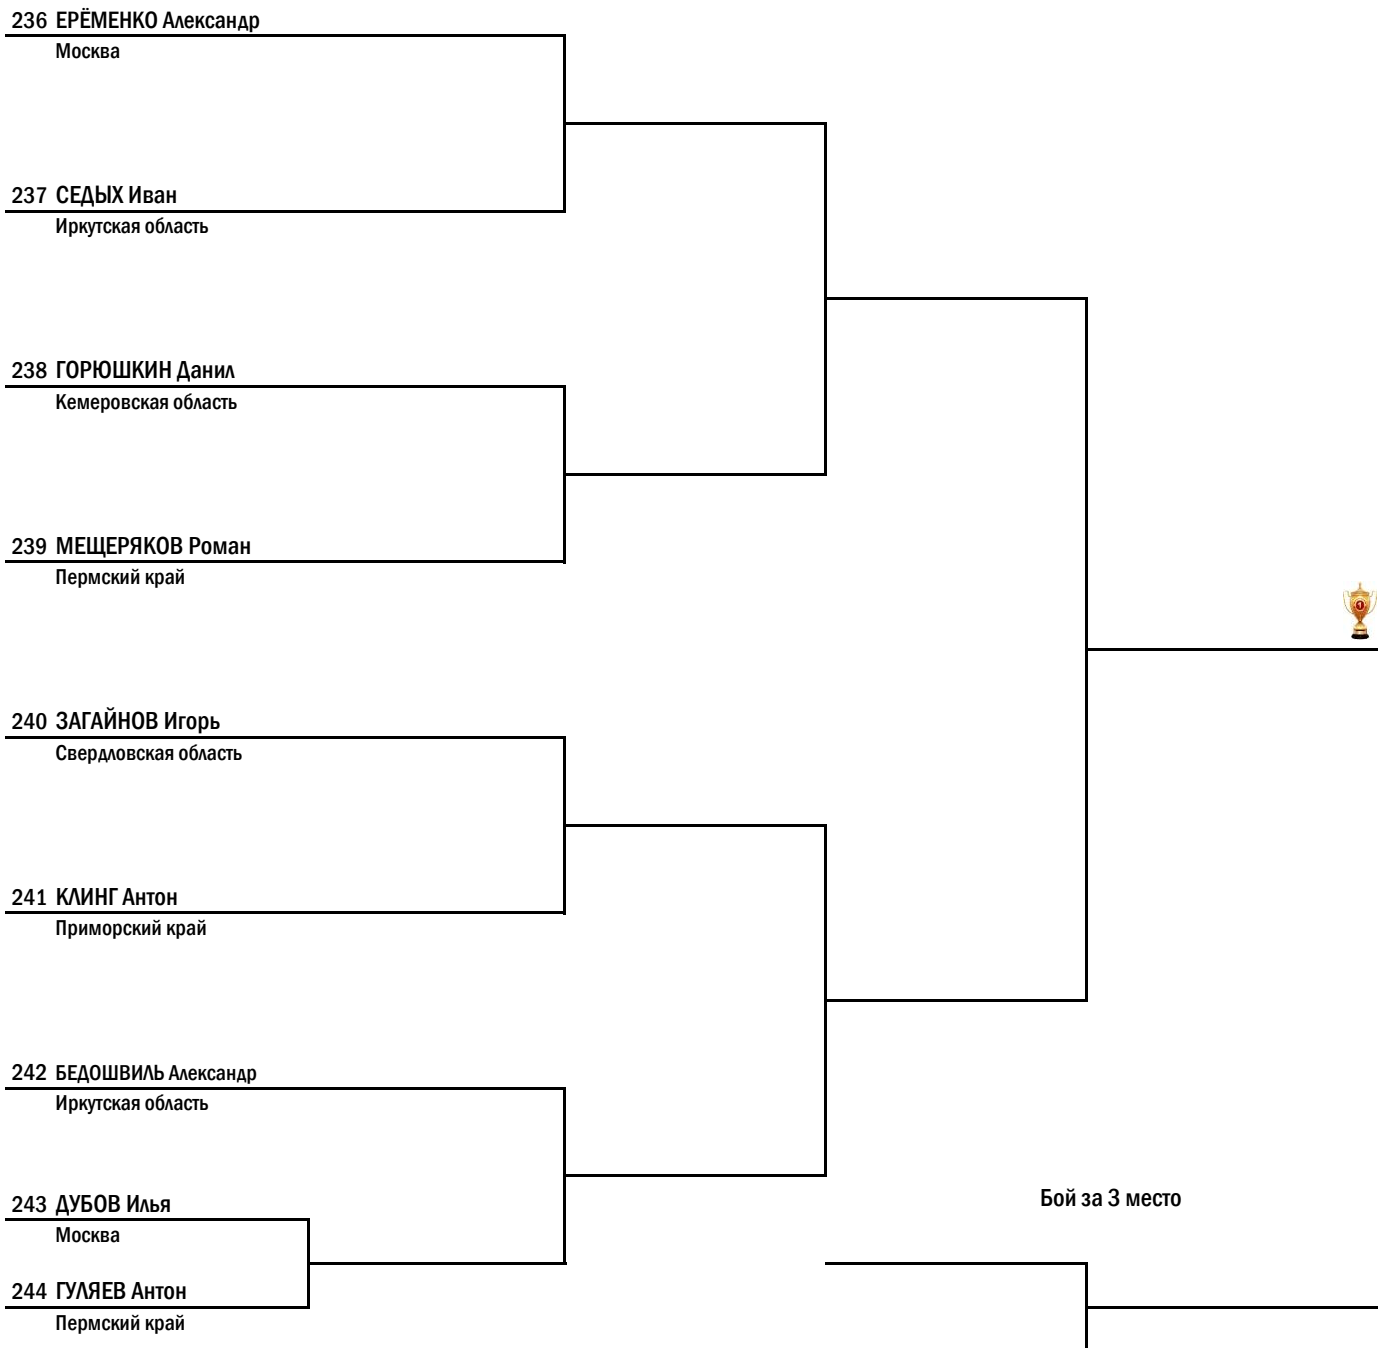 236 ЕРЁМЕНКО Александр
Москва
237 СЕДЫХ Иван
Иркутская область
238 ГОРЮШКИН Данил
Кемеровская область
239 МЕЩЕРЯКОВ Роман
Пермский край
1
240 ЗАГАЙНОВ Игорь
Свердловская область
241 КЛИНГ Антон
Приморский край
242 БЕДОШВИЛЬ Александр
Иркутская область
243 ДУБОВ Илья
Москва
Бой за 3 место
244 ГУЛЯЕВ Антон
Пермский край